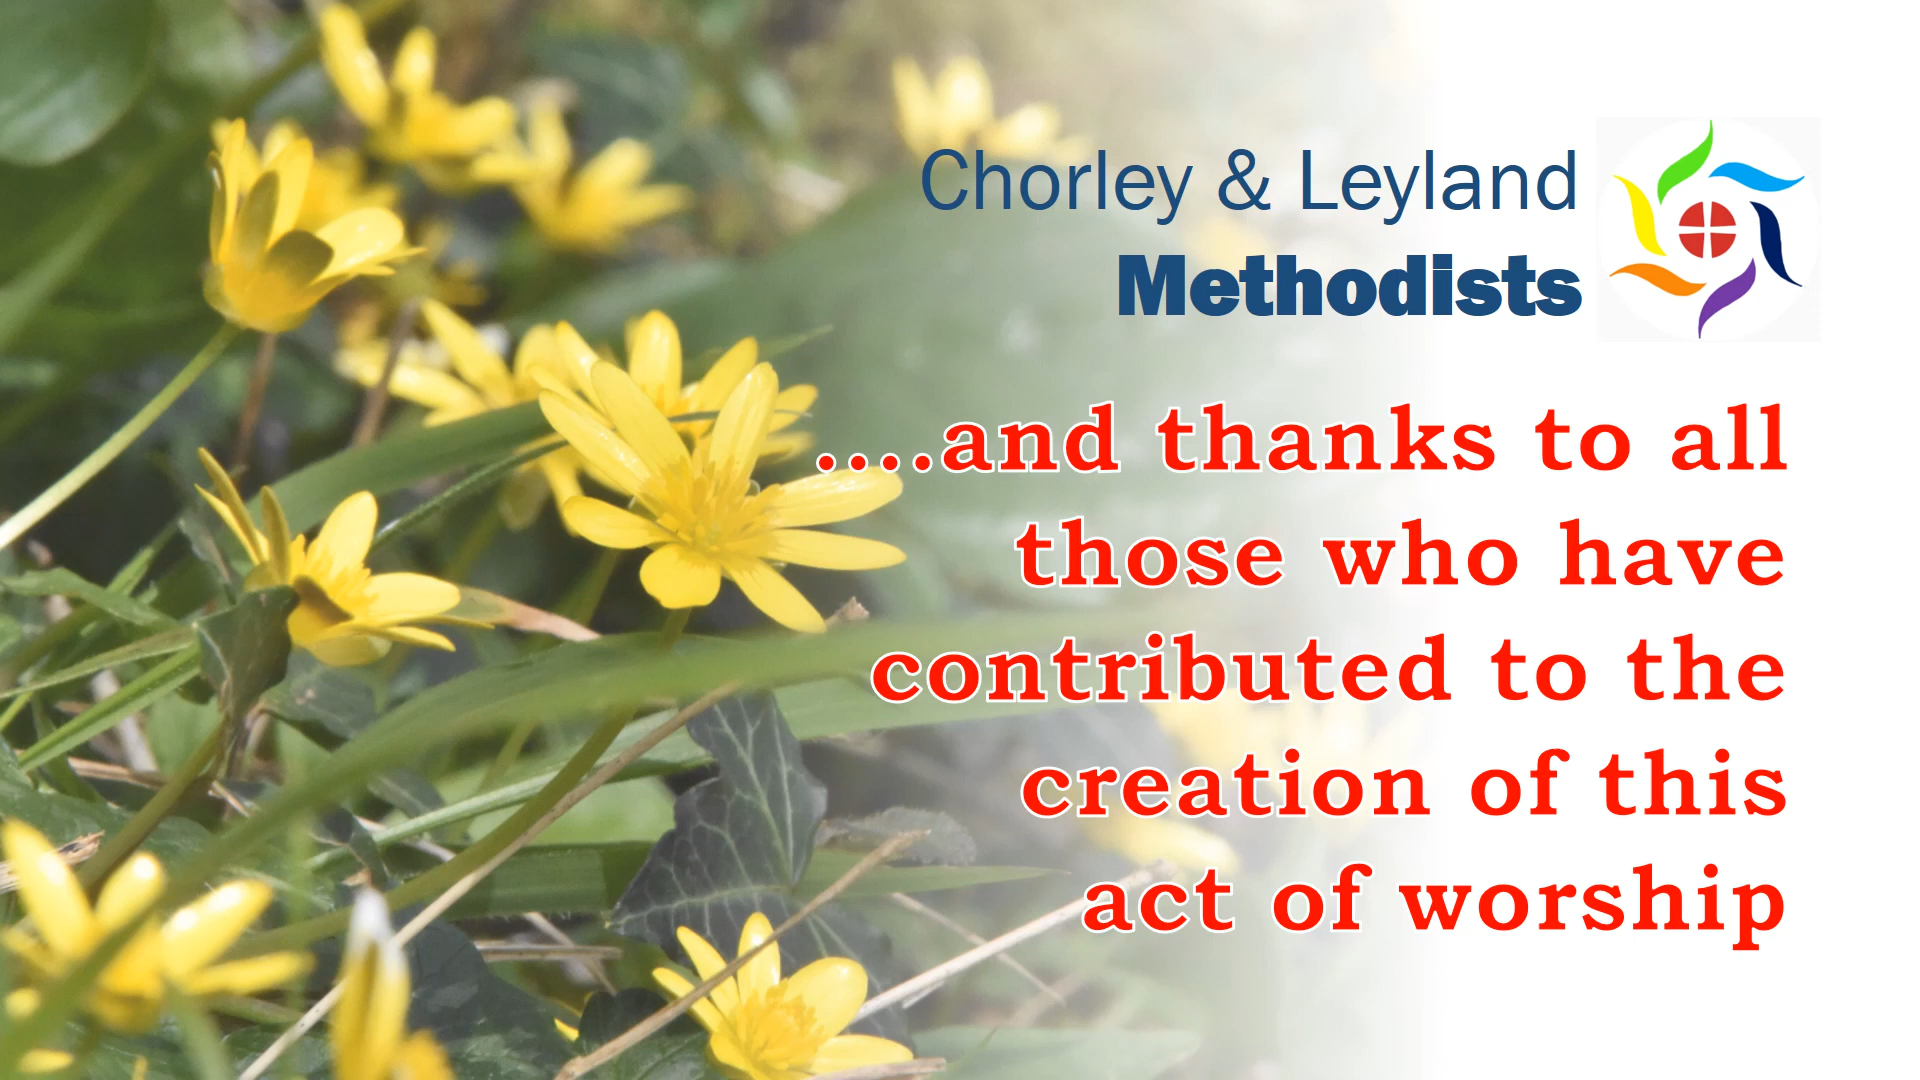 Chorley & Leyland
Methodists
....and thanks to all
those who have
contributed to the
creation of this
act of worship